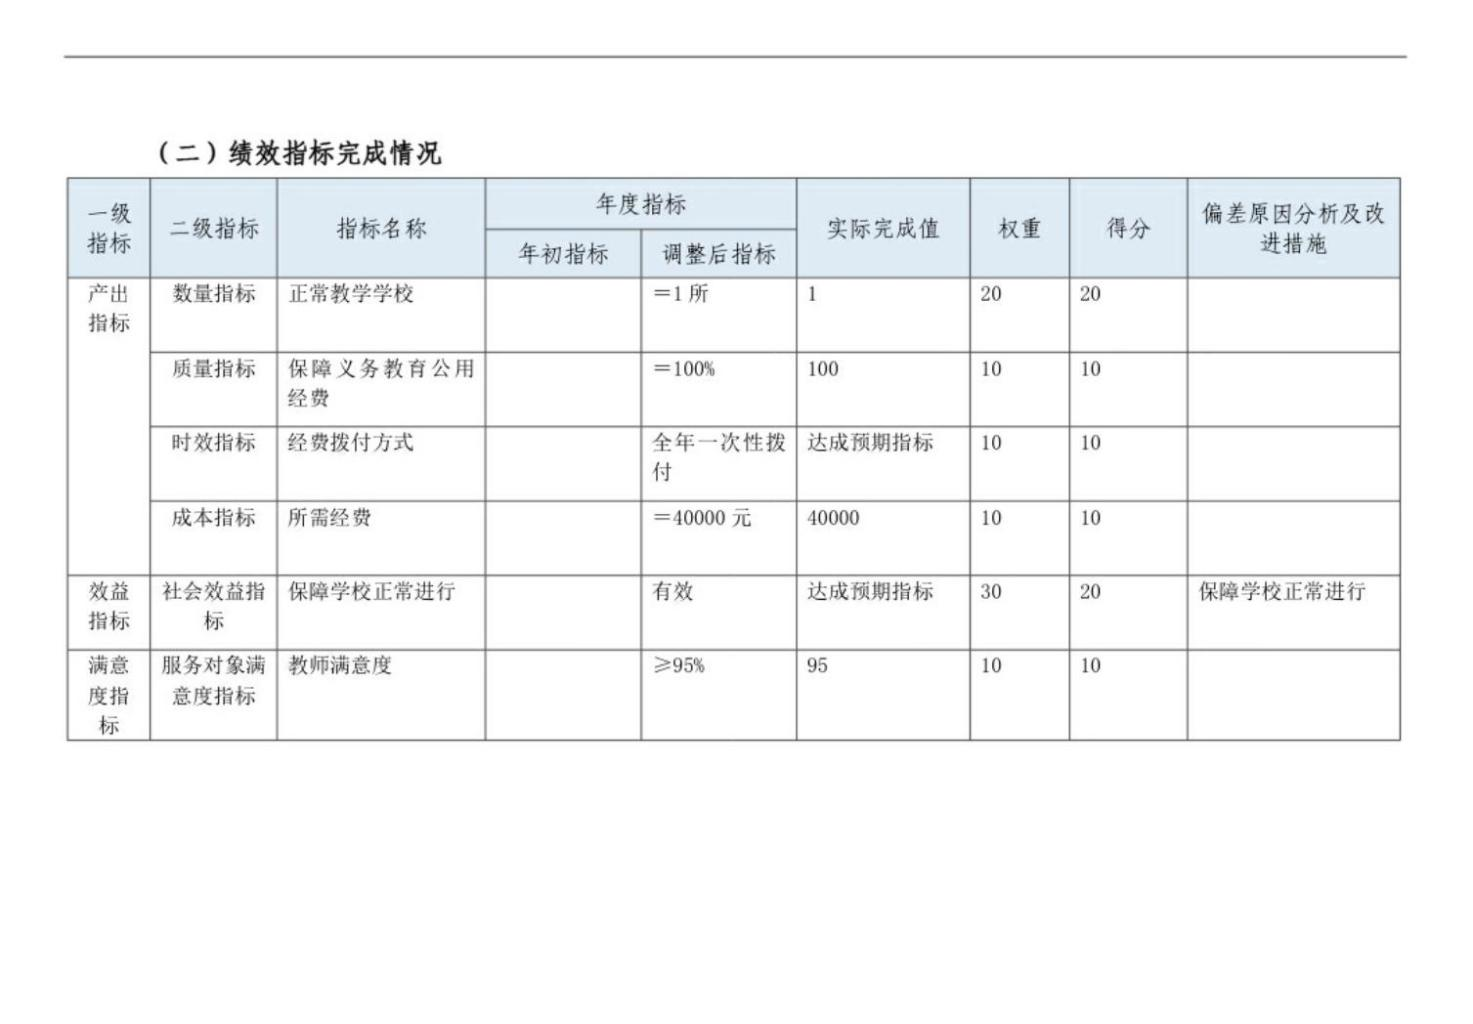 （二）绩效指标完成情况
一级指标 二级指标 指标名称 年度指标 实际完成值 权重 得分 偏差原因分析及改进措施
年初指标 调整后指标
产出指标 数量指标 正常教学学校 ＝1 所 1 20 20
质量指标 保障义务教育公用经费 ＝100% 100 10 10
时效指标 经费拨付方式 全年一次性拨付 达成预期指标 10 10
成本指标 所需经费 ＝40000 元 40000 10 10
效益指标 社会效益指标 保障学校正常进行 有效 达成预期指标 30 20 保障学校正常进行
满意度指标 服务对象满意度指标 教师满意度 ≥95% 95 10 10